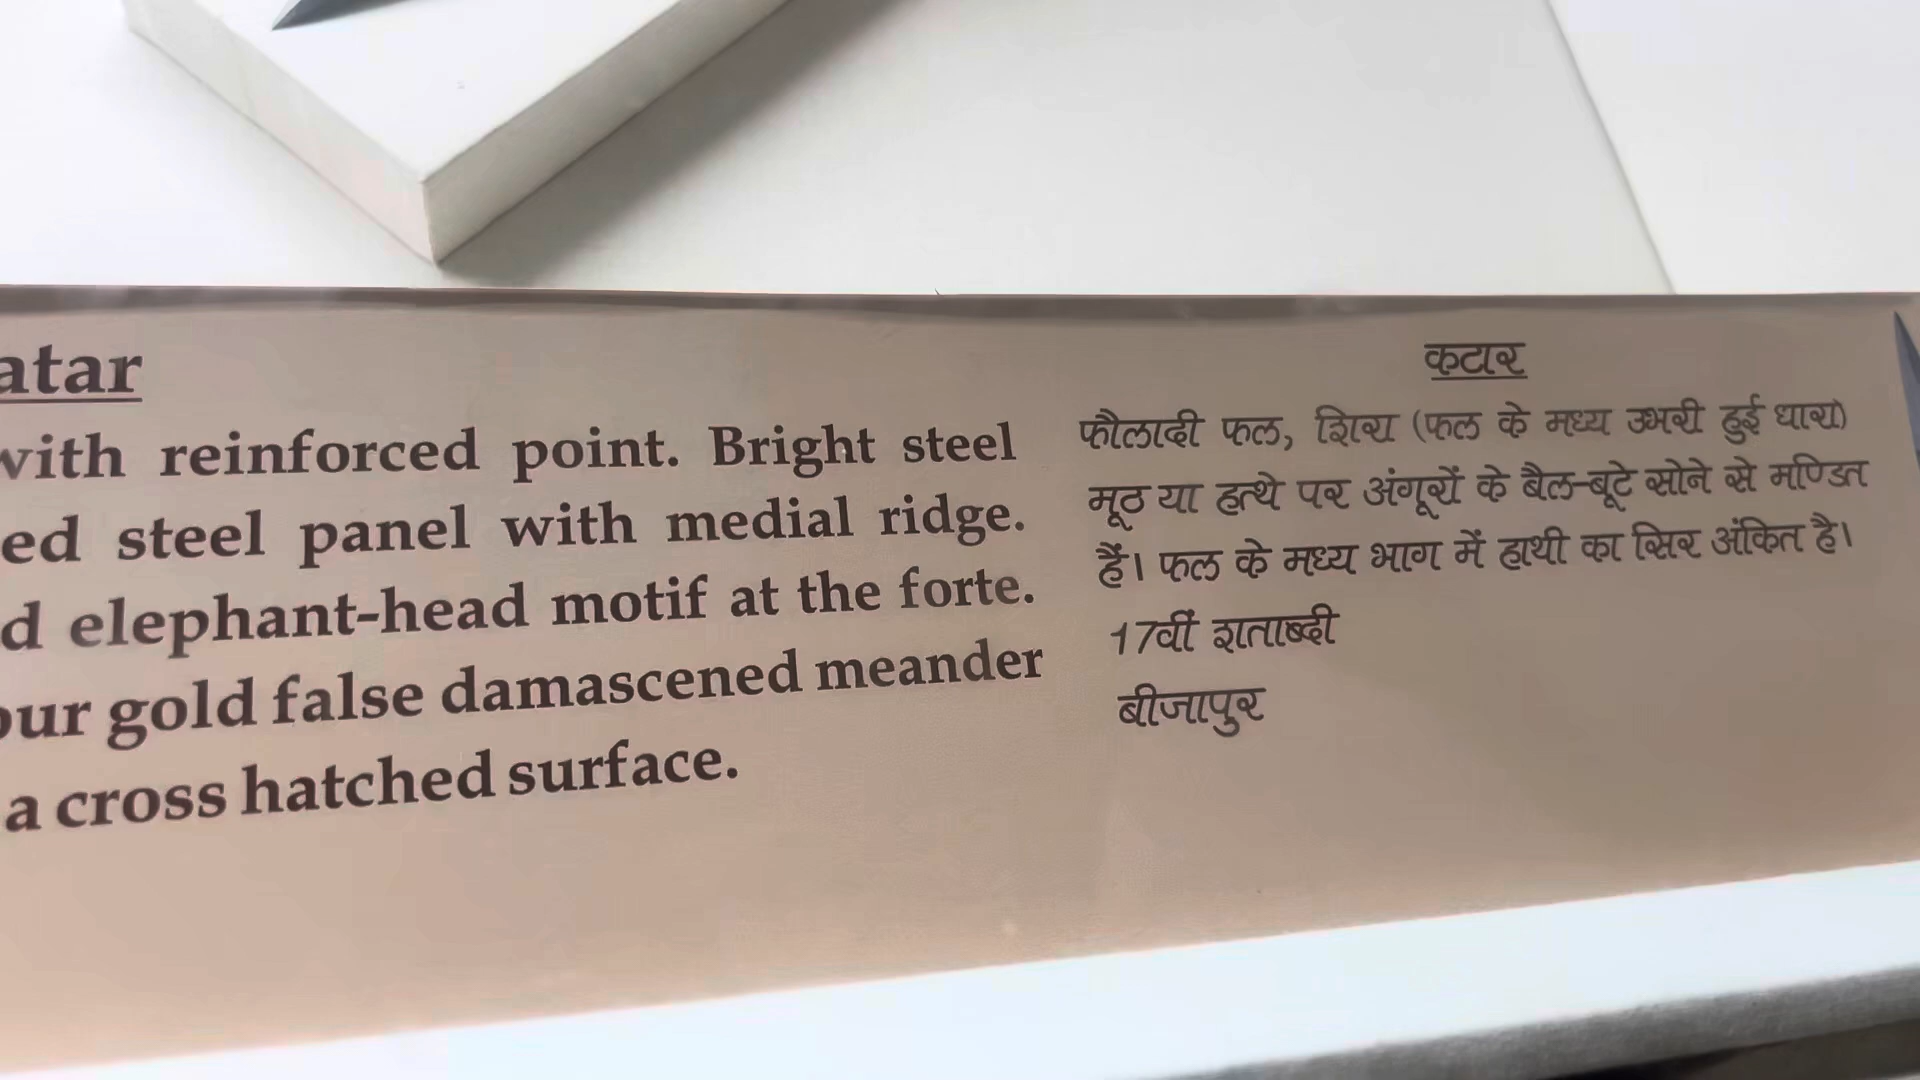 atar
with reinforced point. Bright steel
ed steel panel with medial ridge.
d elephant-head motif at the forte.
our gold false damascened meander
a cross hatched surface.
कटार
फौलादी फल, शिरा (फल के मध्य उभरी हुई धारा)
मूठ या हत्थे पर अंगूरों के बैल-बूटे सोने से मण्डित
हैं। फल के मध्य भाग में हाथी का सिर अंकित है।
17वीं शताब्दी
बीजापुर